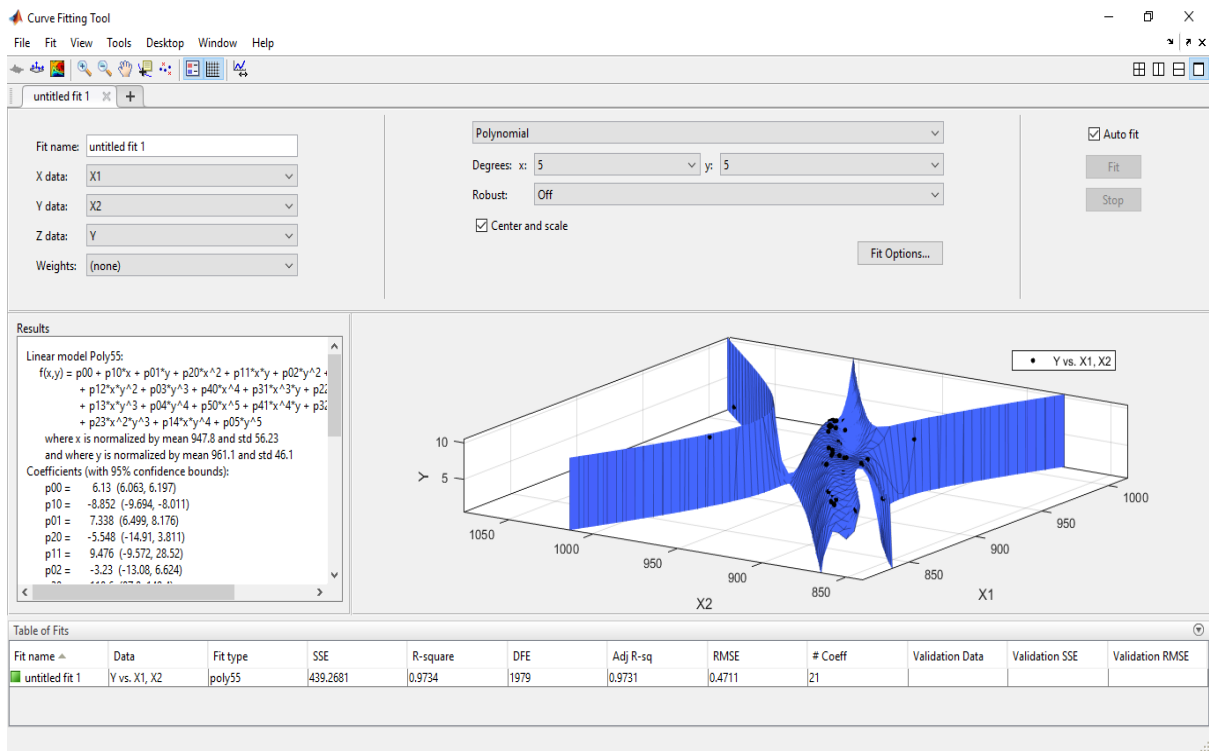 Curve Fitting Tool
File Fit View Tools Desktop Window Help
untitled fit 1
Fit name: untitled fit 1
X data: X1
Y data: X2
Z data: Y
Weights: (none)
Polynomial
Degrees: x: 5 y: 5
Robust: Off
Center and scale
Fit Options...
Auto fit
Fit
Stop
Results
Linear model Poly55:
f(x,y) = p00 + p10*x + p01*y + p20*x^2 + p11*x*y + p02*y^2 +
+ p12*x*y^2 + p03*y^3 + p40*x^4 + p31*x^3*y + p22
+ p13*x*y^3 + p04*y^4 + p50*x^5 + p41*x^4*y + p32
+ p23*x^2*y^3 + p14*x*y^4 + p05*y^5
where x is normalized by mean 947.8 and std 56.23
and where y is normalized by mean 961.1 and std 46.1
Coefficients (with 95% confidence bounds):
p00 = 6.13 (6.063, 6.197)
p10 = -8.852 (-9.694, -8.011)
p01 = 7.338 (6.499, 8.176)
p20 = -5.548 (-14.91, 3.811)
p11 = 9.476 (-9.572, 28.52)
p02 = -3.23 (-13.08, 6.624)
Y vs. X1, X2
10
5
Y
1050
1000
950
900
850
X2
850
900
950
1000
X1
Table of Fits
Fit name Data Fit type SSE R-square DFE Adj R-sq RMSE # Coeff Validation Data Validation SSE Validation RMSE
untitled fit 1 Y vs. X1, X2 poly55 439.2681 0.9734 1979 0.9731 0.4711 21